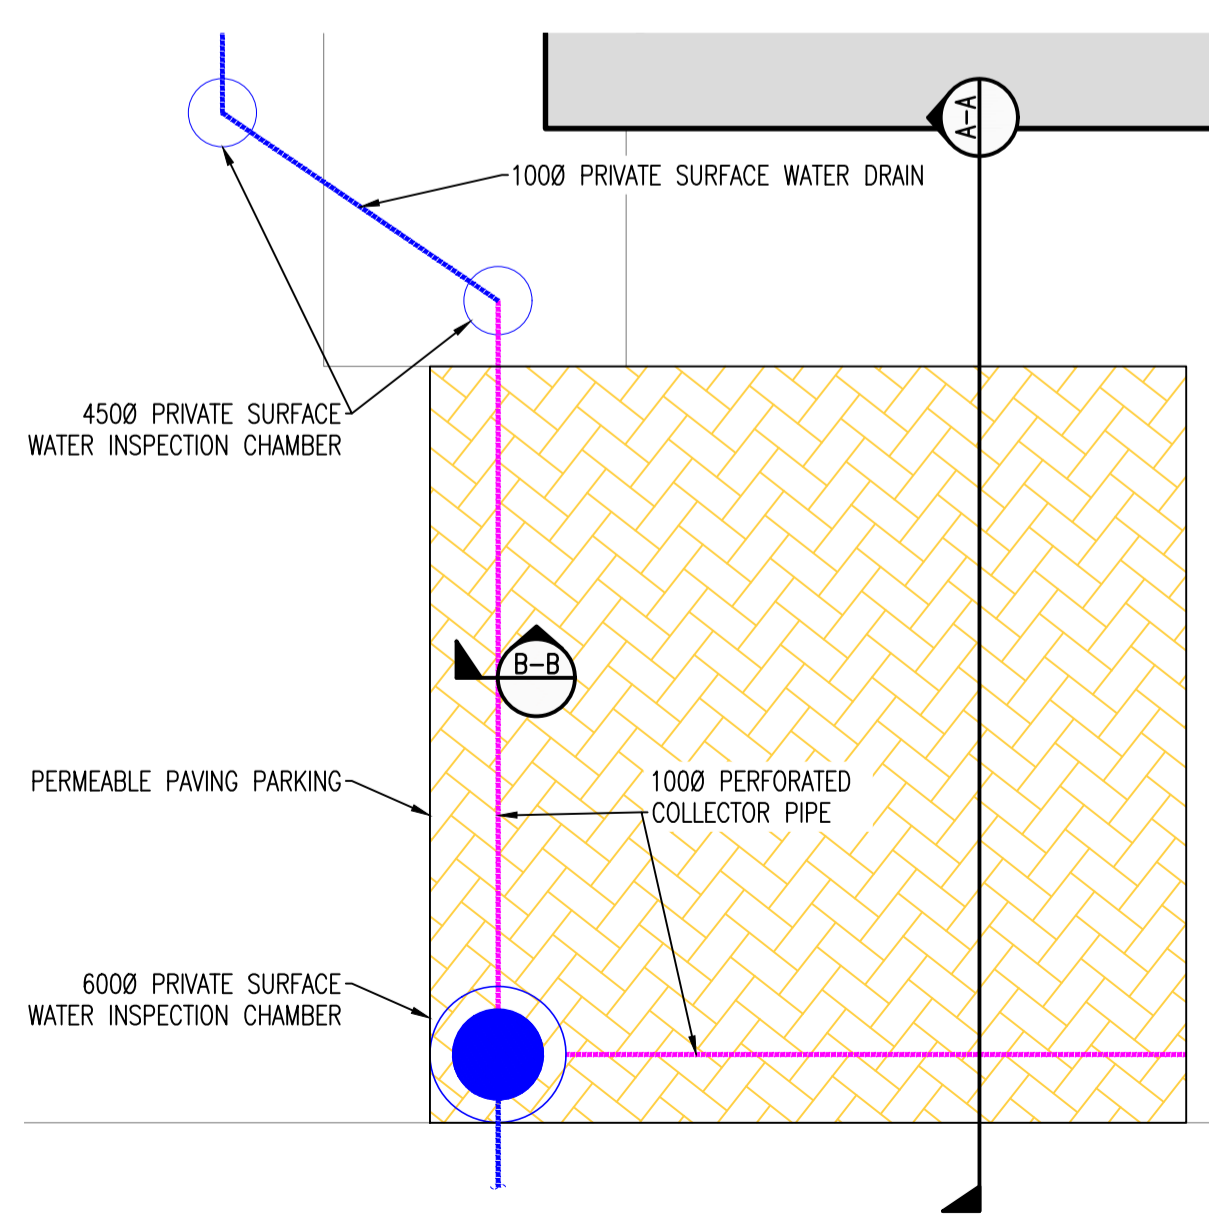 A-A
100Ø PRIVATE SURFACE WATER DRAIN
450Ø PRIVATE SURFACE
WATER INSPECTION CHAMBER
B-B
PERMEABLE PAVING PARKING
100Ø PERFORATED
COLLECTOR PIPE
600Ø PRIVATE SURFACE
WATER INSPECTION CHAMBER